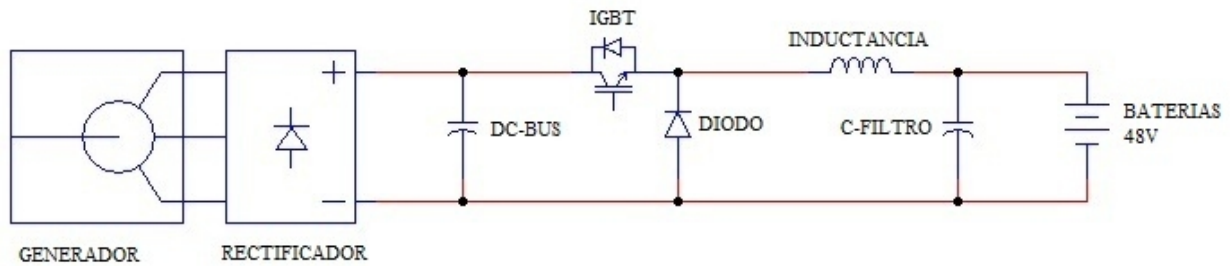 IGBT
INDUCTANCIA
+
DC-BUS
DIODO
C-FILTRO
BATERIAS
48V
−
GENERADOR
RECTIFICADOR